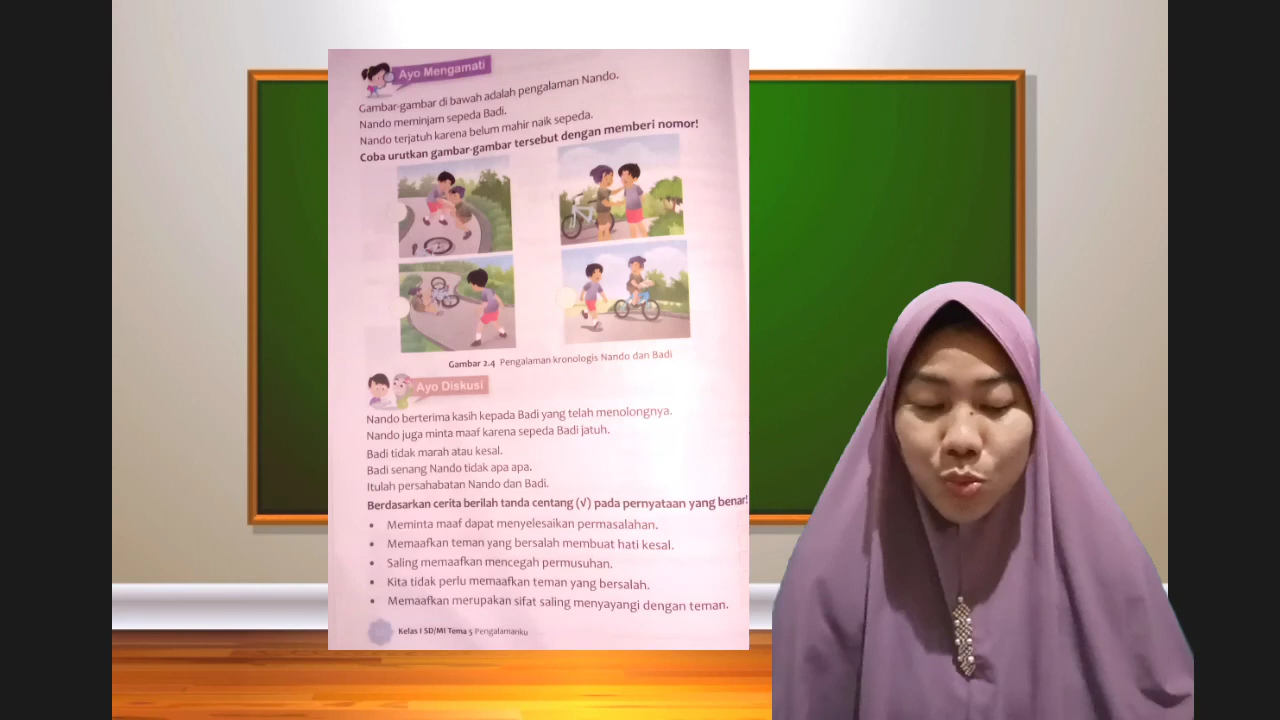 Ayo Mengamati
Gambar-gambar di bawah adalah pengalaman Nando.
Nando meminjam sepeda Badi.
Nando terjatuh karena belum mahir naik sepeda.
Coba urutkan gambar-gambar tersebut dengan memberi nomor!
Gambar 2.4 Pengalaman kronologis Nando dan Badi
Ayo Diskusi
Nando berterima kasih kepada Badi yang telah menolongnya.
Nando juga minta maaf karena sepeda Badi jatuh.
Badi tidak marah atau kesal.
Badi senang Nando tidak apa apa.
Itulah persahabatan Nando dan Badi.
Berdasarkan cerita berilah tanda centang (√) pada pernyataan yang benar!
• Meminta maaf dapat menyelesaikan permasalahan.
• Memaafkan teman yang bersalah membuat hati kesal.
• Saling memaafkan mencegah permusuhan.
• Kita tidak perlu memaafkan teman yang bersalah.
• Memaafkan merupakan sifat saling menyayangi dengan teman.
Kelas I SD/MI Tema 5 Pengalamanku